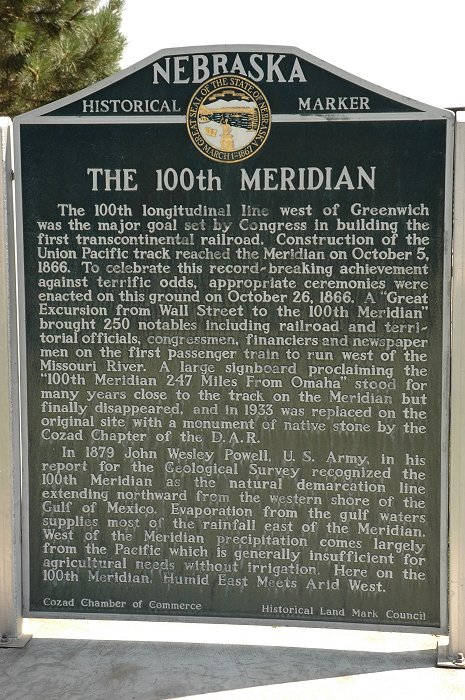 NEBRASKA
HISTORICAL MARKER
GREAT SEAL OF THE STATE OF NEBRASKA
MARCH 1ST 1867
THE 100th MERIDIAN
The 100th longitudinal line west of Greenwich
was the major goal set by Congress in building the
first transcontinental railroad. Construction of the
Union Pacific track reached the Meridian on October 5,
1866. To celebrate this record-breaking achievement
against terrific odds, appropriate ceremonies were
enacted on this ground on October 26, 1866. A "Great
Excursion from Wall Street to the 100th Meridian"
brought 250 notables including railroad and terri-
torial officials, congressmen, financiers and newspaper
men on the first passenger train to run west of the
Missouri River. A large signboard proclaiming the
"100th Meridian 247 Miles From Omaha" stood for
many years close to the track on the Meridian but
finally disappeared, and in 1933 was replaced on the
original site with a monument of native stone by the
Cozad Chapter of the D.A.R.
In 1879 John Wesley Powell, U.S. Army, in his
report for the Geological Survey recognized the
100th Meridian as the natural demarcation line
extending northward from the western shore of the
Gulf of Mexico. Evaporation from the gulf waters
supplies most of the rainfall east of the Meridian.
West of the Meridian precipitation comes largely
from the Pacific which is generally insufficient for
agricultural needs without irrigation. Here on the
100th Meridian, Humid East Meets Arid West.
Cozad Chamber of Commerce Historical Land Mark Council